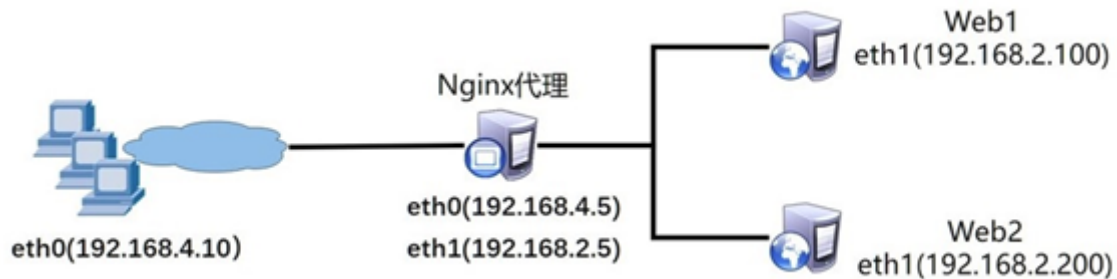 Web1
eth1(192.168.2.100)
Nginx代理
eth0(192.168.4.5)
eth1(192.168.2.5)
eth0(192.168.4.10)
Web2
eth1(192.168.2.200)